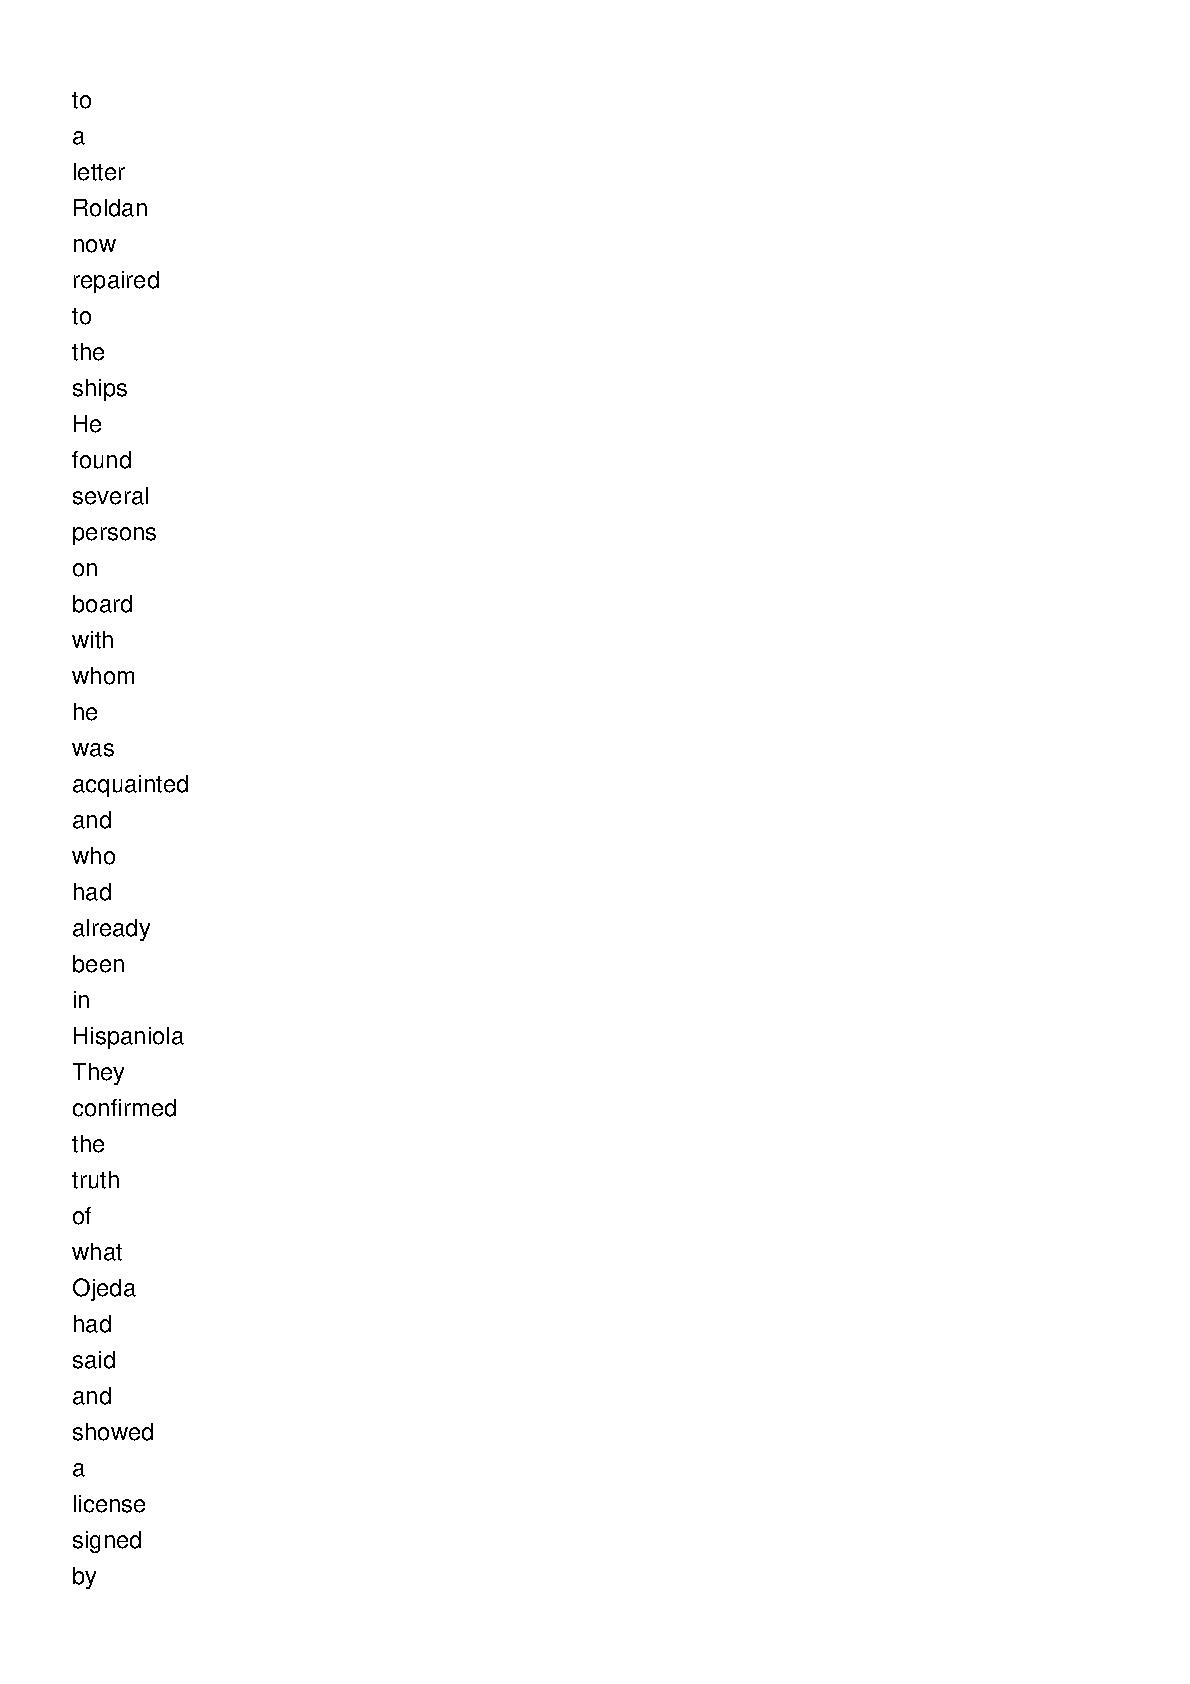 to
a
letter
Roldan
now
repaired
to
the
ships
He
found
several
persons
on
board
with
whom
he
was
acquainted
and
who
had
already
been
in
Hispaniola
They
confirmed
the
truth
of
what
Ojeda
had
said
and
showed
a
license
signed
by